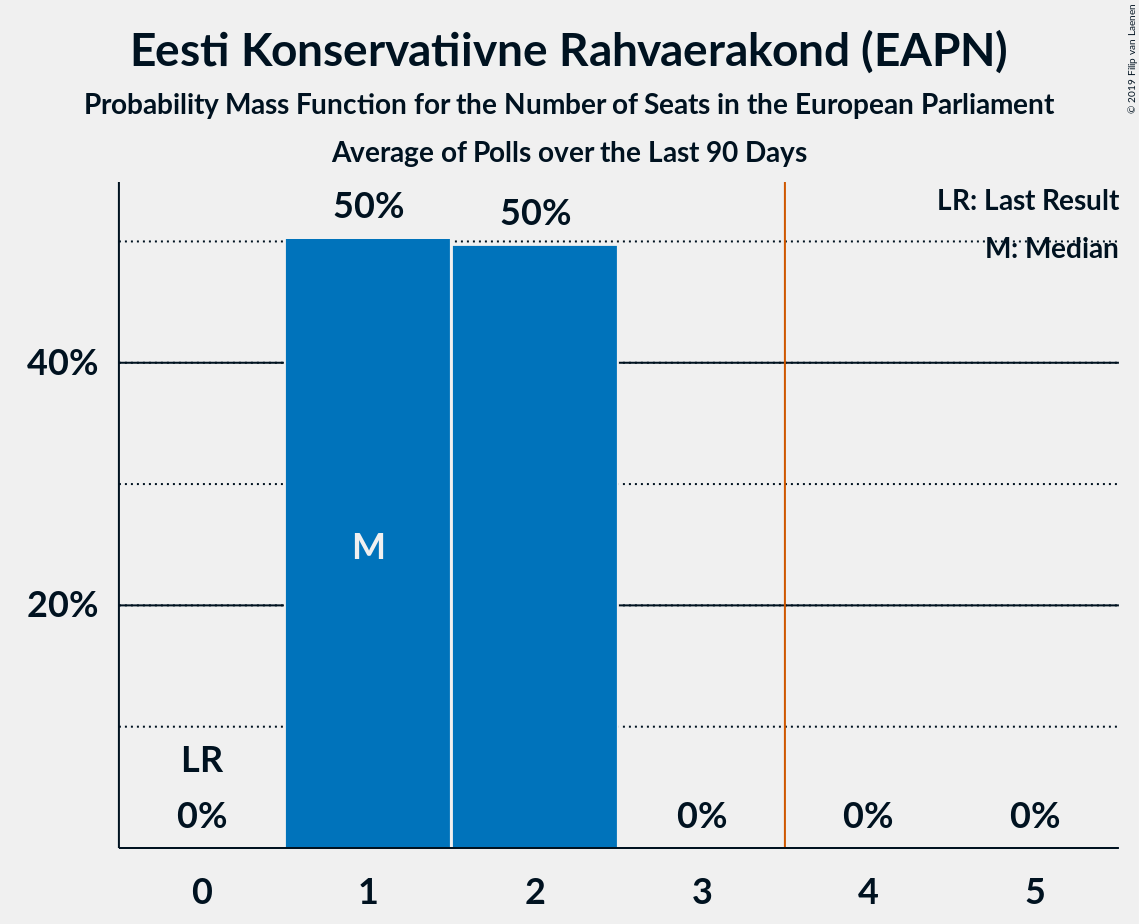 Eesti Konservatiivne Rahvaerakond (EAPN)
Probability Mass Function for the Number of Seats in the European Parliament
Average of Polls over the Last 90 Days
© 2019 Filip van Laenen
LR: Last Result
M: Median
50%
50%
40%
M
20%
LR
0%
0%
0%
0%
0
1
2
3
4
5